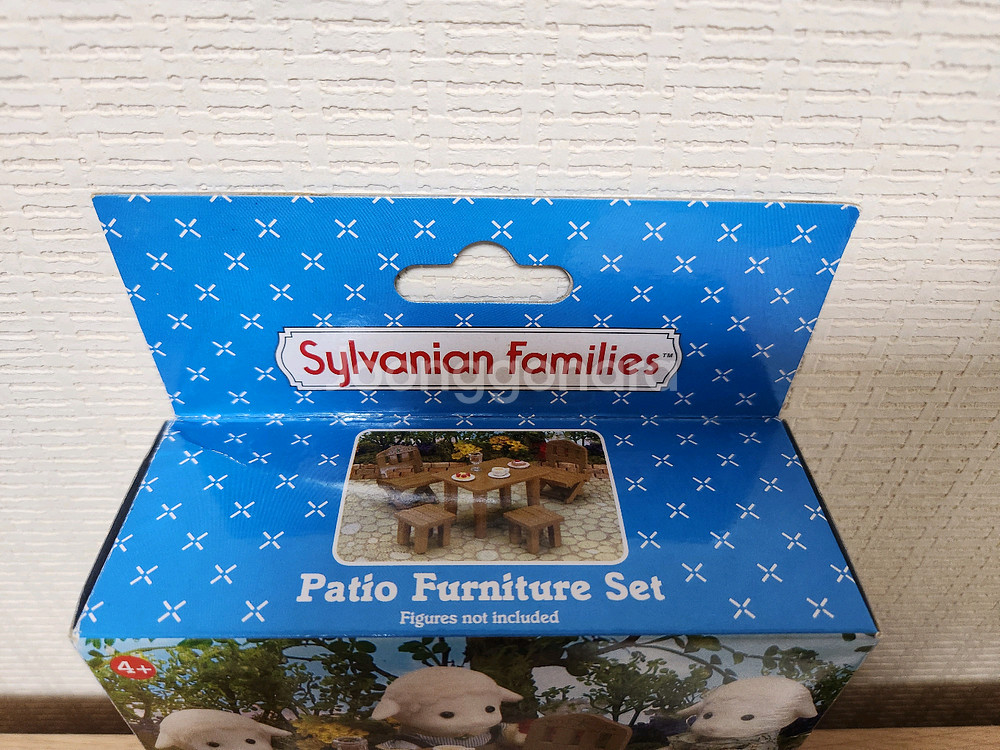 Sylvanian Families™
Patio Furniture Set
Figures not included
4+